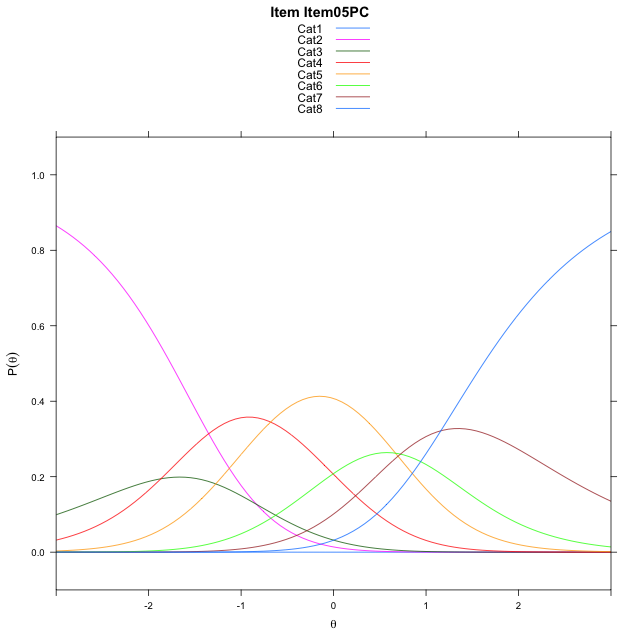 Item Item05PC
Cat1
Cat2
Cat3
Cat4
Cat5
Cat6
Cat7
Cat8
1.0
0.8
0.6
0.4
0.2
0.0
P(θ)
-2 -1 0 1 2
θ